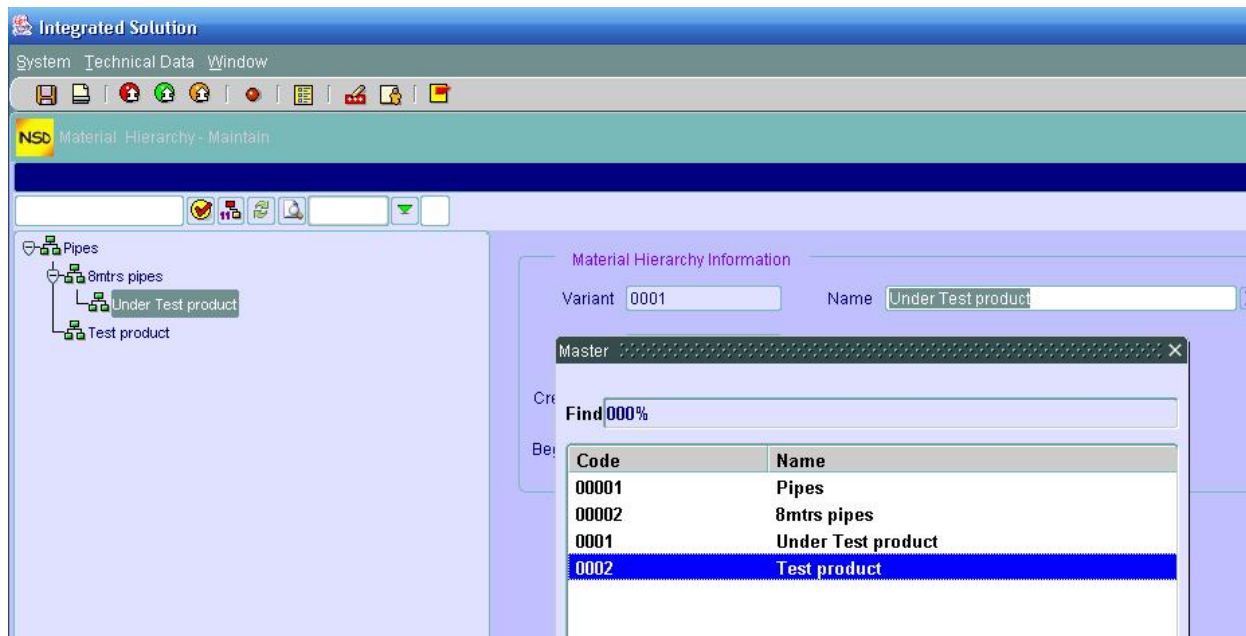 Integrated Solution
System Technical Data Window
NSD Material Hierarchy - Maintain
Pipes
8mtrs pipes
Under Test product
Test product
Material Hierarchy Information
Variant 0001 Name Under Test product
Master
Find 000%
Code Name
00001 Pipes
00002 8mtrs pipes
0001 Under Test product
0002 Test product